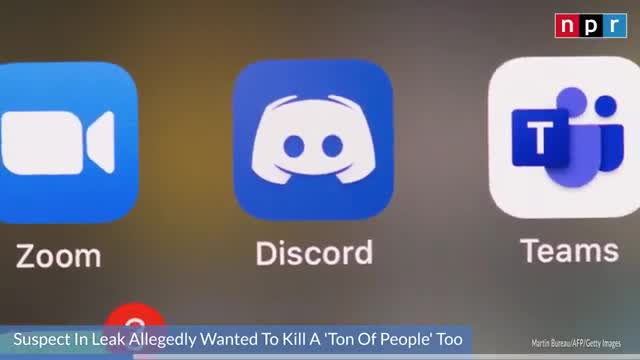 npr
Zoom
Discord
T
Teams
Suspect In Leak Allegedly Wanted To Kill A 'Ton Of People' Too
Martin Bureau/AFP/Getty Images